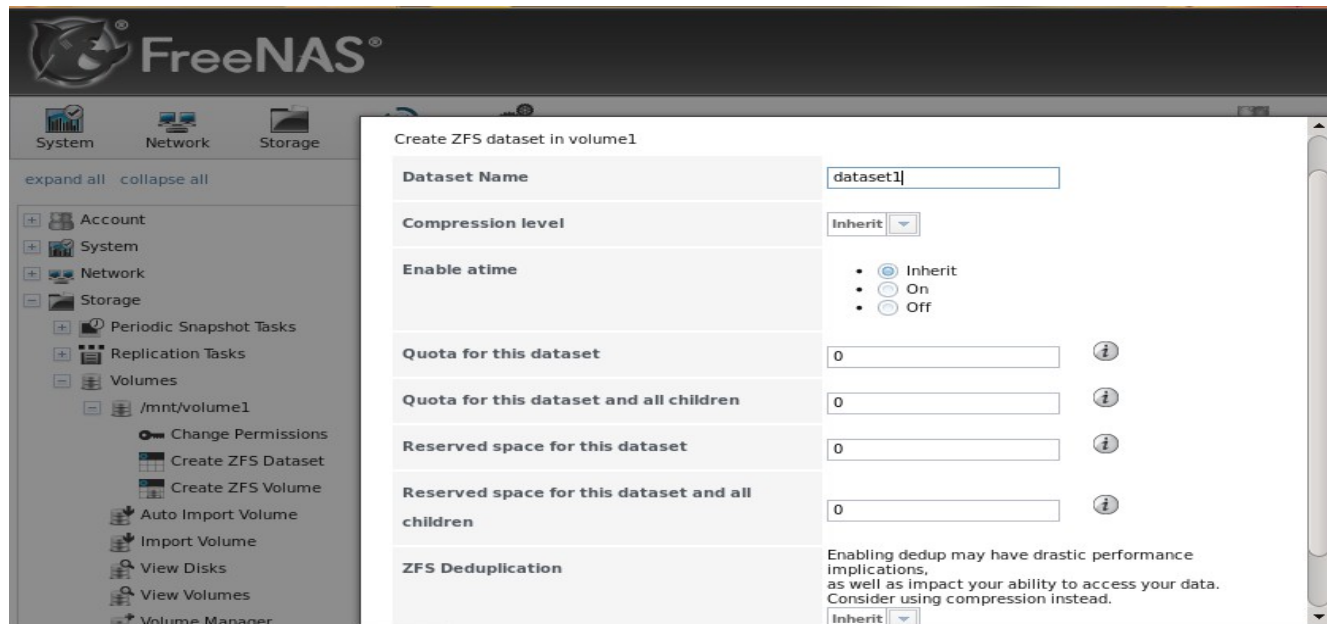 FreeNAS®
System
Network
Storage
expand all collapse all
Account
System
Network
Storage
Periodic Snapshot Tasks
Replication Tasks
Volumes
/mnt/volume1
Change Permissions
Create ZFS Dataset
Create ZFS Volume
Auto Import Volume
Import Volume
View Disks
View Volumes
Volume Manager
Create ZFS dataset in volume1
Dataset Name
dataset1
Compression level
Inherit
Enable atime
Inherit
On
Off
Quota for this dataset
0
Quota for this dataset and all children
0
Reserved space for this dataset
0
Reserved space for this dataset and all
children
0
ZFS Deduplication
Enabling dedup may have drastic performance
implications,
as well as impact your ability to access your data.
Consider using compression instead.
Inherit